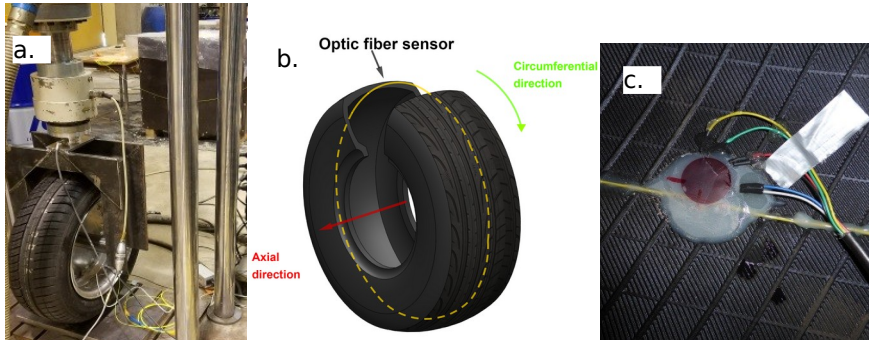 a.
b.
Optic fiber sensor
Circumferential
direction
Axial
direction
c.